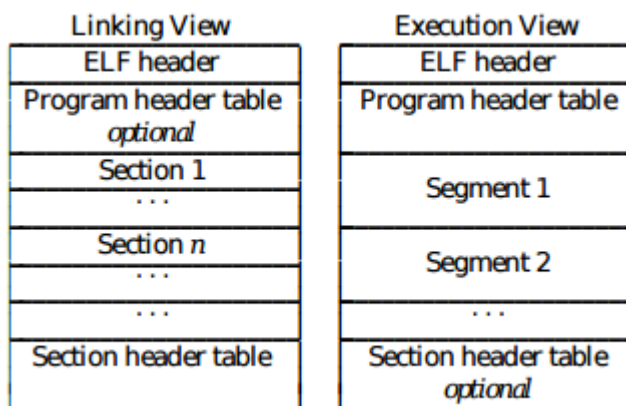 Linking View
ELF header
Program header table
optional
Section 1
. . .
Section n
. . .
. . .
Section header table
Execution View
ELF header
Program header table
Segment 1
Segment 2
. . .
Section header table
optional